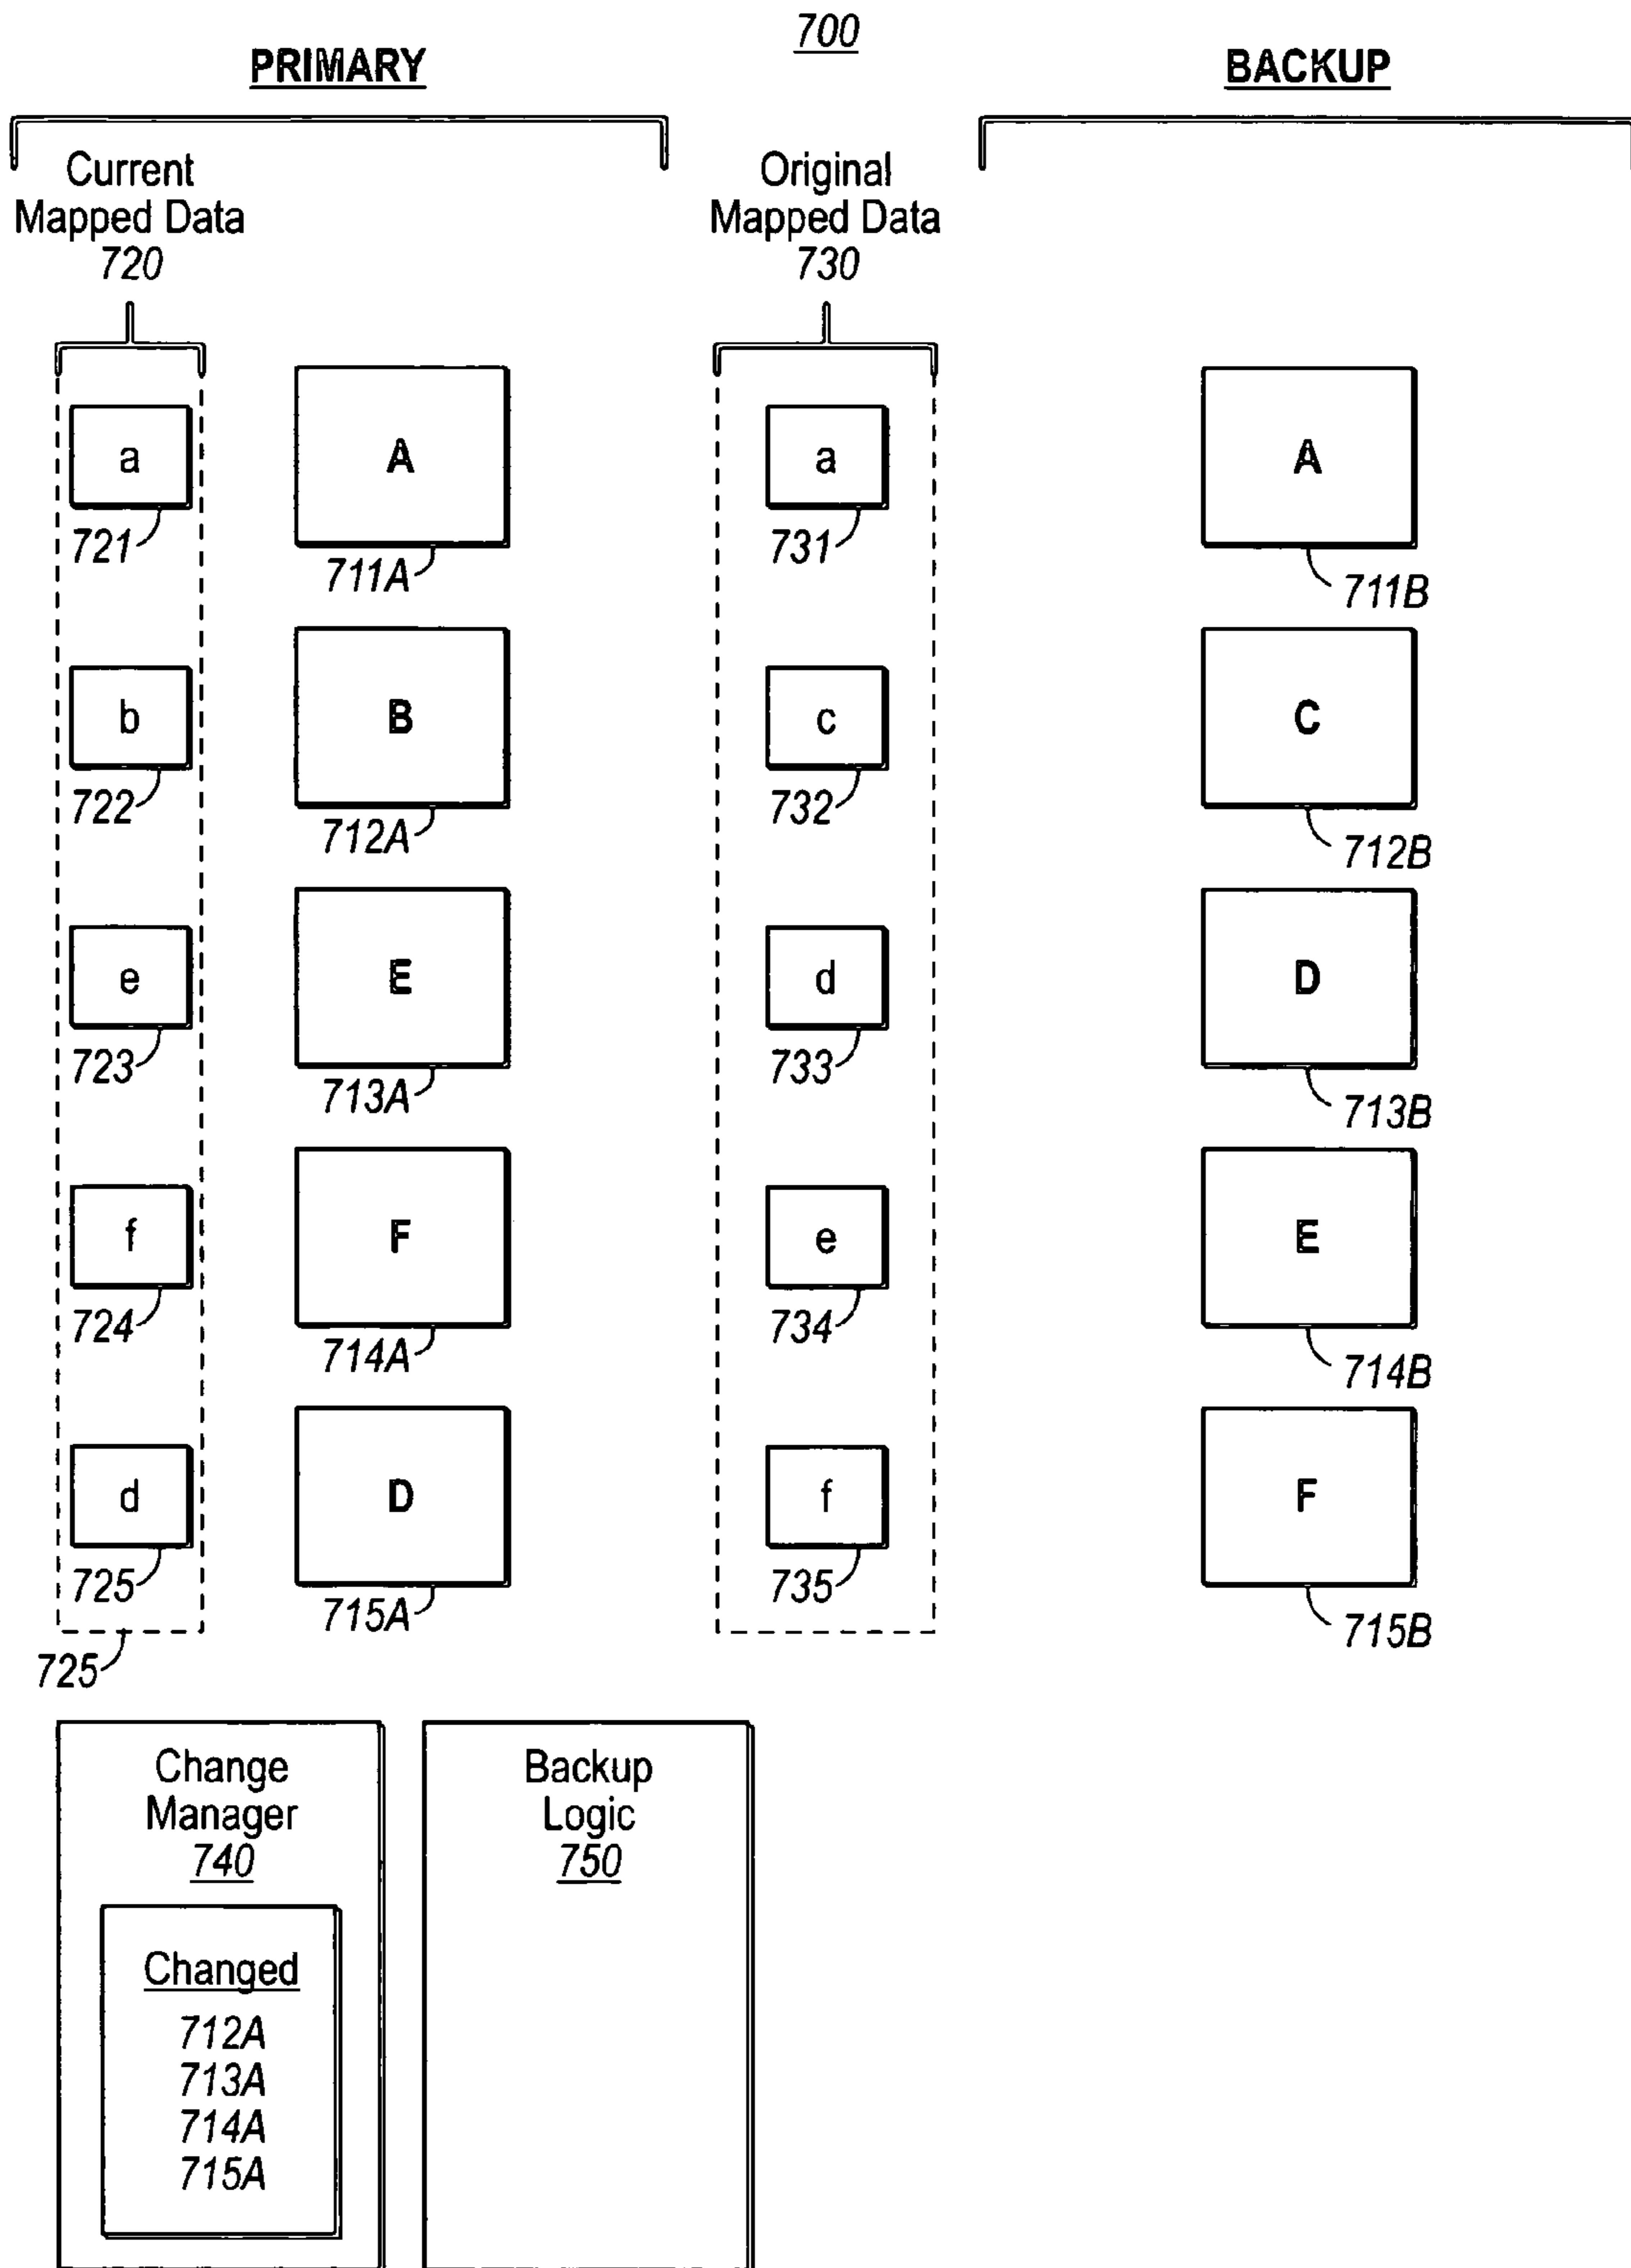 700
PRIMARY
BACKUP
Current
Mapped Data
720
Original
Mapped Data
730
a
A
a
A
721
711A
731
711B
b
B
c
C
722
712A
732
712B
e
E
d
D
723
713A
733
713B
f
F
e
E
724
714A
734
714B
d
D
f
F
725
715A
735
715B
725
Change
Manager
740
Changed
712A
713A
714A
715A
Backup
Logic
750